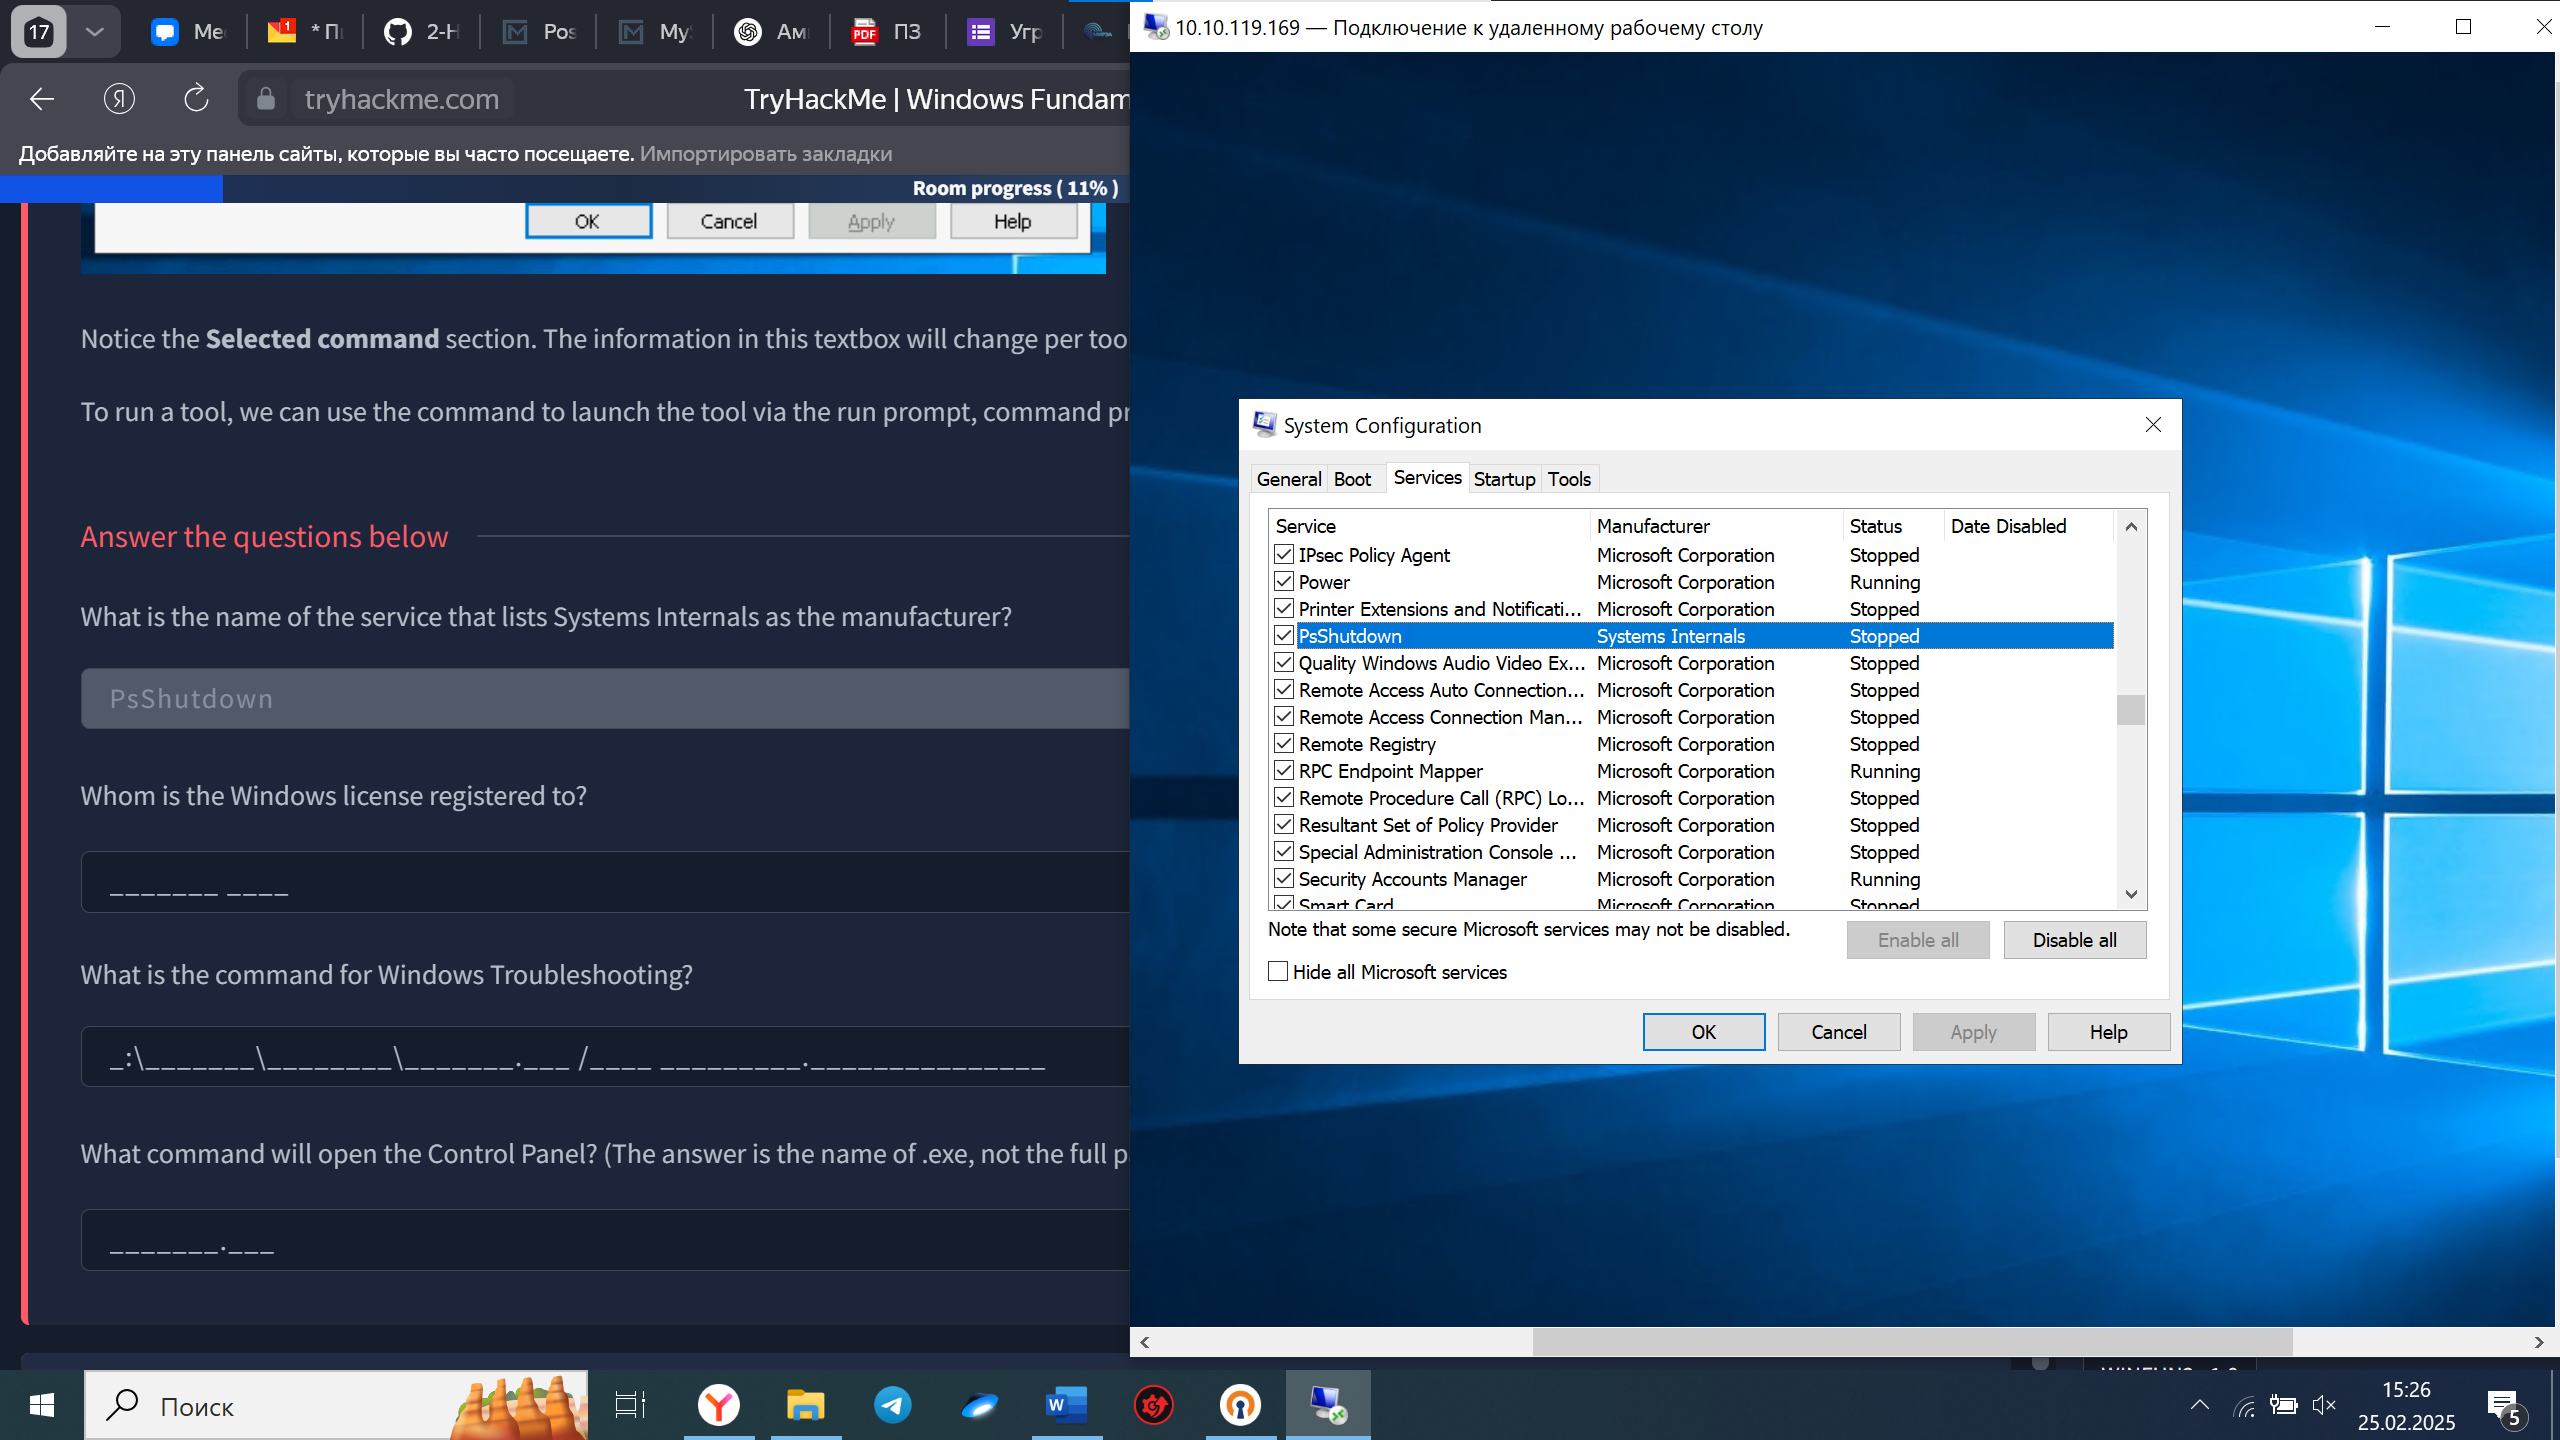 17
Mes
* П
2-Н
Pos
My
Ам
ПЗ
Угр
10.10.119.169 — Подключение к удаленному рабочему столу
tryhackme.com
TryHackMe | Windows Fundam
Добавляйте на эту панель сайты, которые вы часто посещаете. Импортировать закладки
Room progress ( 11% )
OK
Cancel
Apply
Help
Notice the Selected command section. The information in this textbox will change per too
To run a tool, we can use the command to launch the tool via the run prompt, command pr
Answer the questions below
What is the name of the service that lists Systems Internals as the manufacturer?
PsShutdown
Whom is the Windows license registered to?
_______ ____
What is the command for Windows Troubleshooting?
_:\_______\________\_______.___ /____ _________._______________
What command will open the Control Panel? (The answer is the name of .exe, not the full p
_______.___
System Configuration
General Boot Services Startup Tools
Service Manufacturer Status Date Disabled
IPsec Policy Agent Microsoft Corporation Stopped
Power Microsoft Corporation Running
Printer Extensions and Notificati... Microsoft Corporation Stopped
PsShutdown Systems Internals Stopped
Quality Windows Audio Video Ex... Microsoft Corporation Stopped
Remote Access Auto Connection... Microsoft Corporation Stopped
Remote Access Connection Man... Microsoft Corporation Stopped
Remote Registry Microsoft Corporation Stopped
RPC Endpoint Mapper Microsoft Corporation Running
Remote Procedure Call (RPC) Lo... Microsoft Corporation Stopped
Resultant Set of Policy Provider Microsoft Corporation Stopped
Special Administration Console ... Microsoft Corporation Stopped
Security Accounts Manager Microsoft Corporation Running
Smart Card Microsoft Corporation Stopped
Note that some secure Microsoft services may not be disabled.
Enable all
Disable all
Hide all Microsoft services
OK
Cancel
Apply
Help
Поиск
15:26
25.02.2025
5